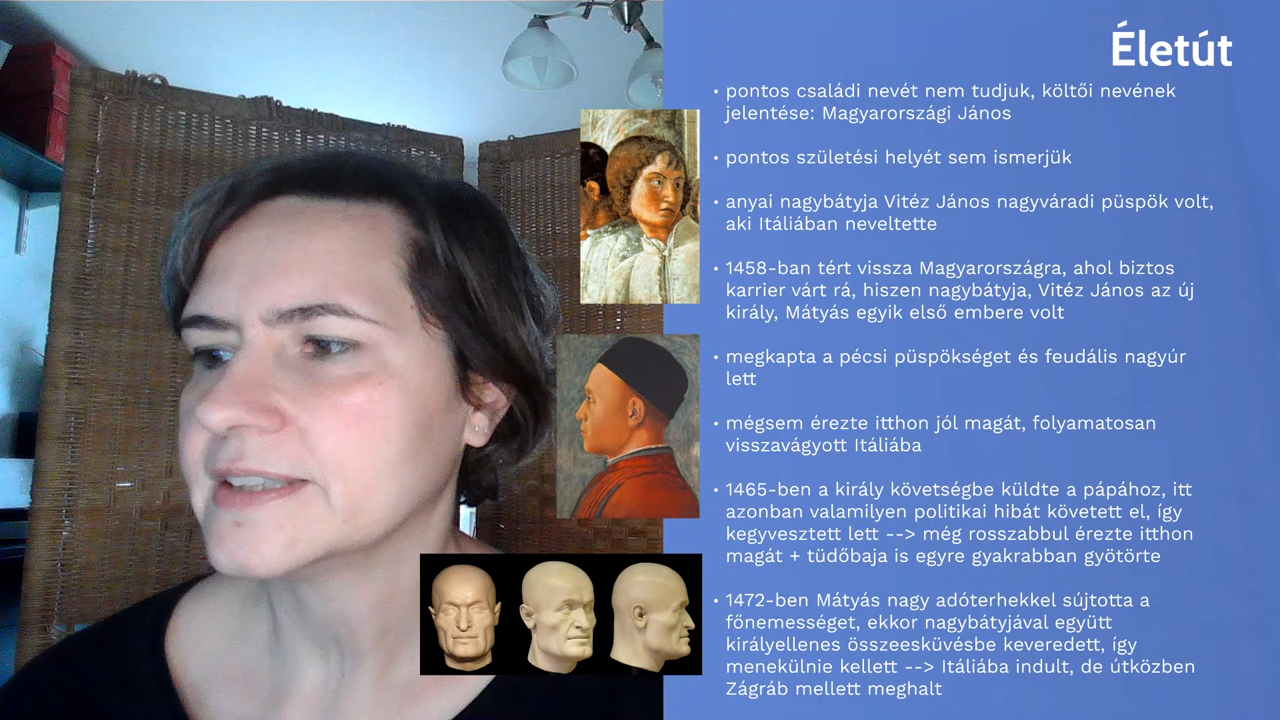 Életút
• pontos családi nevét nem tudjuk, költői nevének
jelentése: Magyarországi János
• pontos születési helyét sem ismerjük
• anyai nagybátyja Vitéz János nagyváradi püspök volt,
aki Itáliában neveltette
• 1458-ban tért vissza Magyarországra, ahol biztos
karrier várt rá, hiszen nagybátyja, Vitéz János az új
király, Mátyás egyik első embere volt
• megkapta a pécsi püspökséget és feudális nagyúr
lett
• mégsem érezte itthon jól magát, folyamatosan
visszavágyott Itáliába
• 1465-ben a király követségbe küldte a pápához, itt
azonban valamilyen politikai hibát követett el, így
kegyvesztett lett --> még rosszabbul érezte itthon
magát + tüdőbaja is egyre gyakrabban gyötörte
• 1472-ben Mátyás nagy adóterhekkel sújtotta a
főnemességet, ekkor nagybátyjával együtt
királyellenes összeesküvésbe keveredett, így
menekülnie kellett --> Itáliába indult, de útközben
Zágráb mellett meghalt